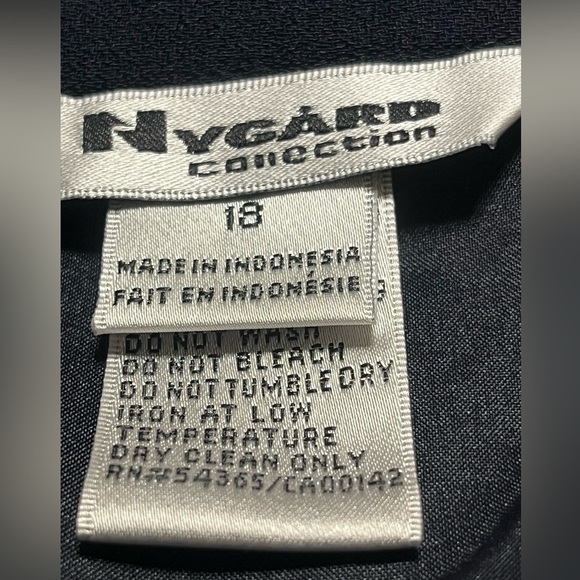 NYGÅRD
Collection
18
MADE IN INDONESIA
FAIT EN INDONÉSIE
DO NOT WASH
DO NOT BLEACH
DO NOT TUMBLE DRY
IRON AT LOW
TEMPERATURE
DRY CLEAN ONLY
RN#54365/CA00142